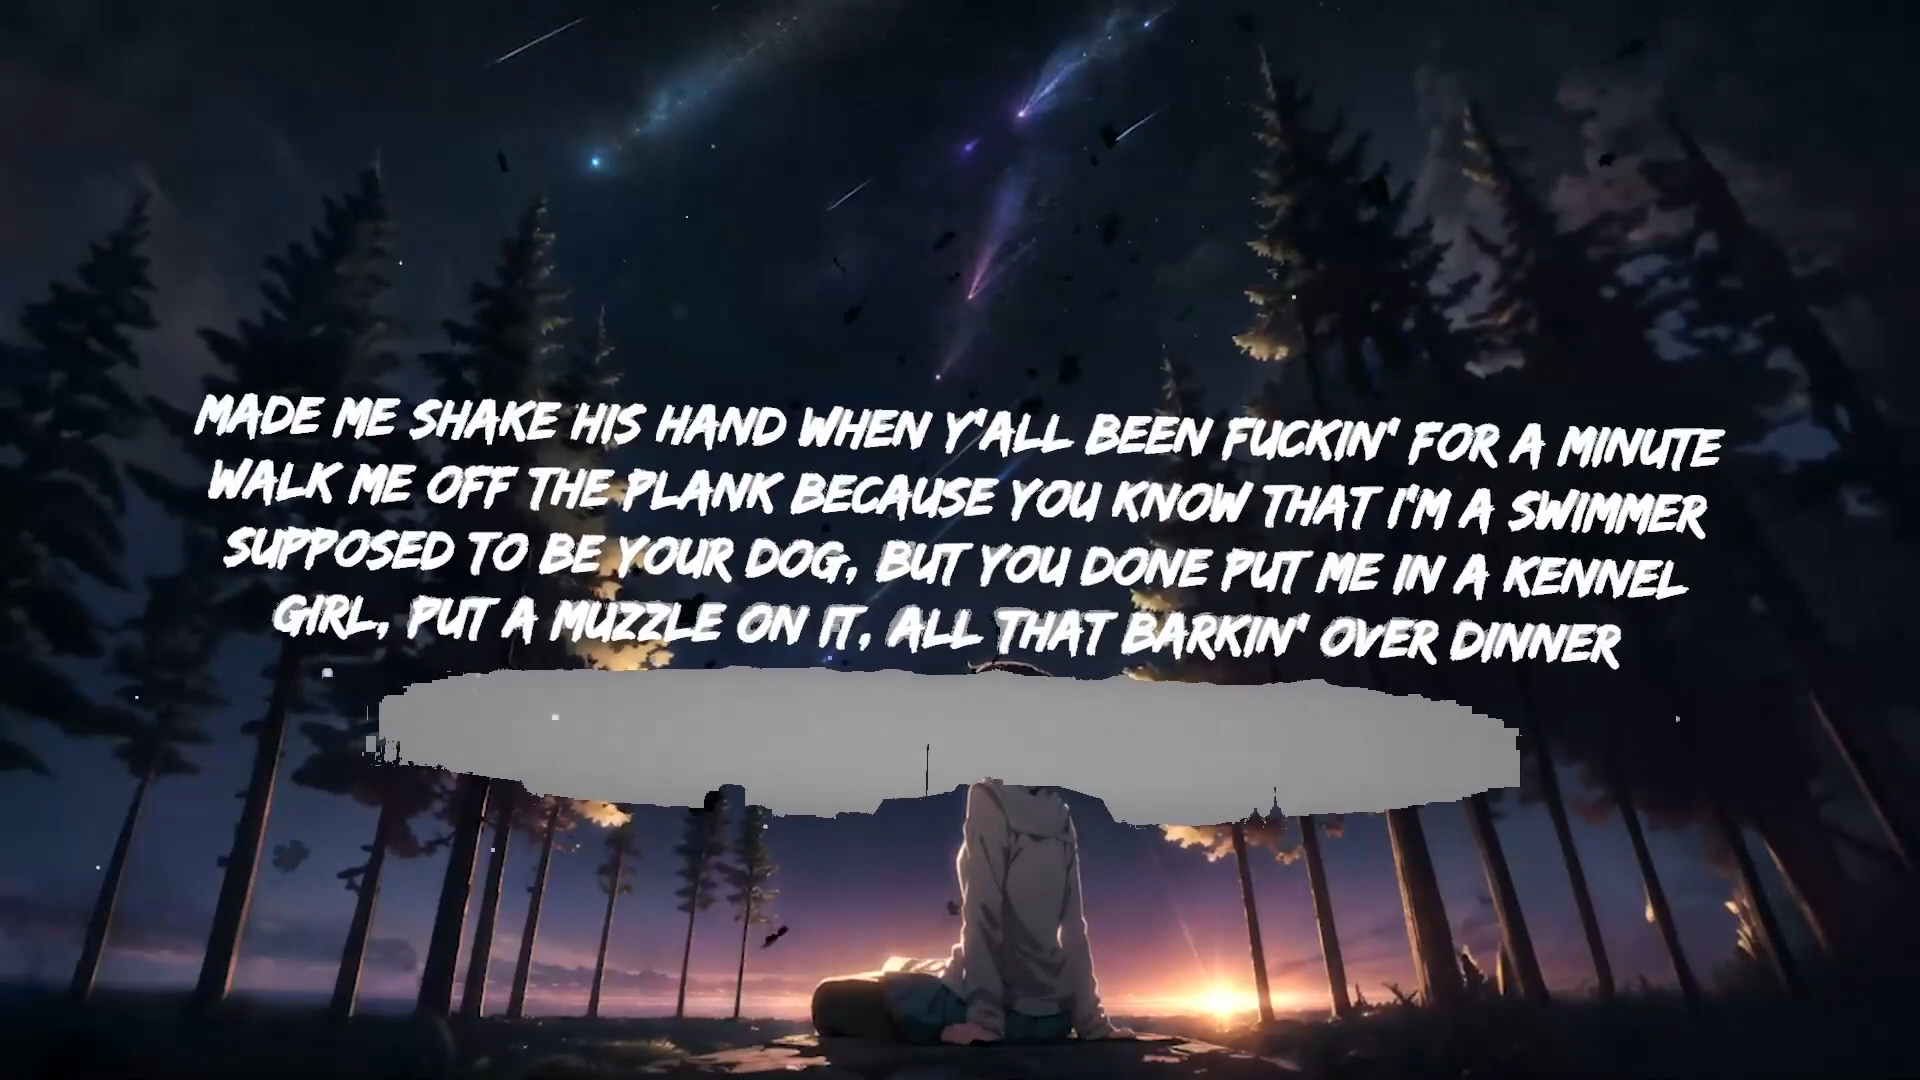 MADE ME SHAKE HIS HAND WHEN Y'ALL BEEN FUCKIN' FOR A MINUTE
WALK ME OFF THE PLANK BECAUSE YOU KNOW THAT I'M A SWIMMER
SUPPOSED TO BE YOUR DOG, BUT YOU DONE PUT ME IN A KENNEL
GIRL, PUT A MUZZLE ON IT, ALL THAT BARKIN' OVER DINNER